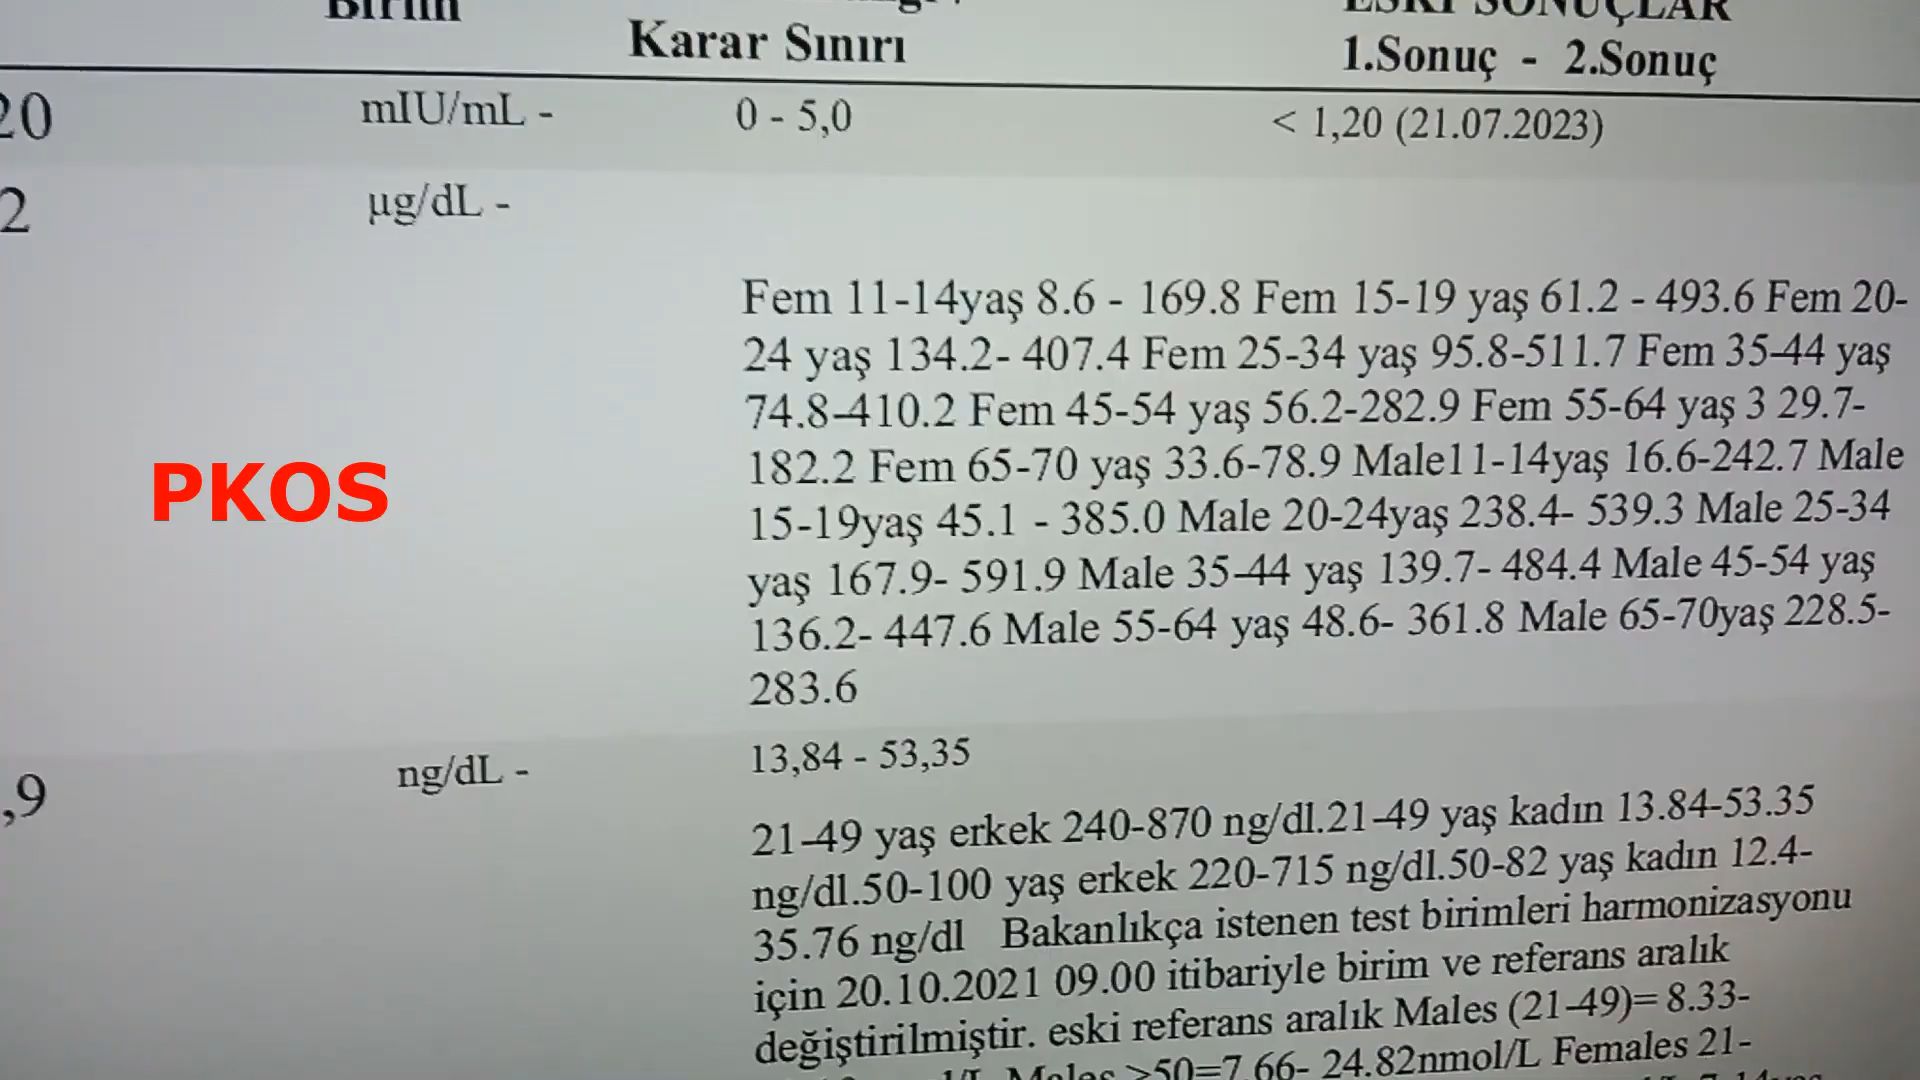 Birim
Karar Sınırı
ESKİ SONUÇLAR
1.Sonuç - 2.Sonuç
20 mIU/mL - 0 - 5,0 < 1,20 (21.07.2023)
2 µg/dL -
Fem 11-14yaş 8.6 - 169.8 Fem 15-19 yaş 61.2 - 493.6 Fem 20-
24 yaş 134.2- 407.4 Fem 25-34 yaş 95.8-511.7 Fem 35-44 yaş
74.8-410.2 Fem 45-54 yaş 56.2-282.9 Fem 55-64 yaş 3 29.7-
182.2 Fem 65-70 yaş 33.6-78.9 Male11-14yaş 16.6-242.7 Male
15-19yaş 45.1 - 385.0 Male 20-24yaş 238.4- 539.3 Male 25-34
yaş 167.9- 591.9 Male 35-44 yaş 139.7- 484.4 Male 45-54 yaş
136.2- 447.6 Male 55-64 yaş 48.6- 361.8 Male 65-70yaş 228.5-
283.6
PKOS
,9 ng/dL - 13,84 - 53,35
21-49 yaş erkek 240-870 ng/dl.21-49 yaş kadın 13.84-53.35
ng/dl.50-100 yaş erkek 220-715 ng/dl.50-82 yaş kadın 12.4-
35.76 ng/dl Bakanlıkça istenen test birimleri harmonizasyonu
için 20.10.2021 09.00 itibariyle birim ve referans aralık
değiştirilmiştir. eski referans aralık Males (21-49)= 8.33-
Males >50=7.66- 24.82nmol/L Females 21-